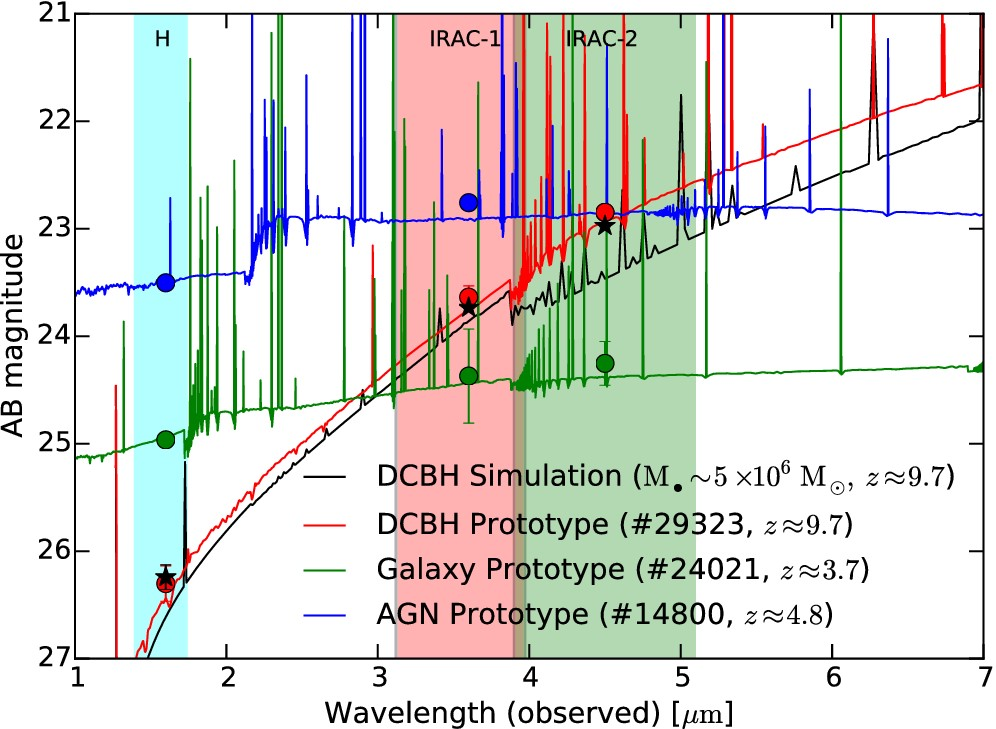 H
IRAC-1
IRAC-2
21
22
23
24
25
26
27
AB magnitude
DCBH Simulation (M• ~5 ×10⁶ M⊙, z≈9.7)
DCBH Prototype (#29323, z≈9.7)
Galaxy Prototype (#24021, z≈3.7)
AGN Prototype (#14800, z≈4.8)
1 2 3 4 5 6 7
Wavelength (observed) [μm]